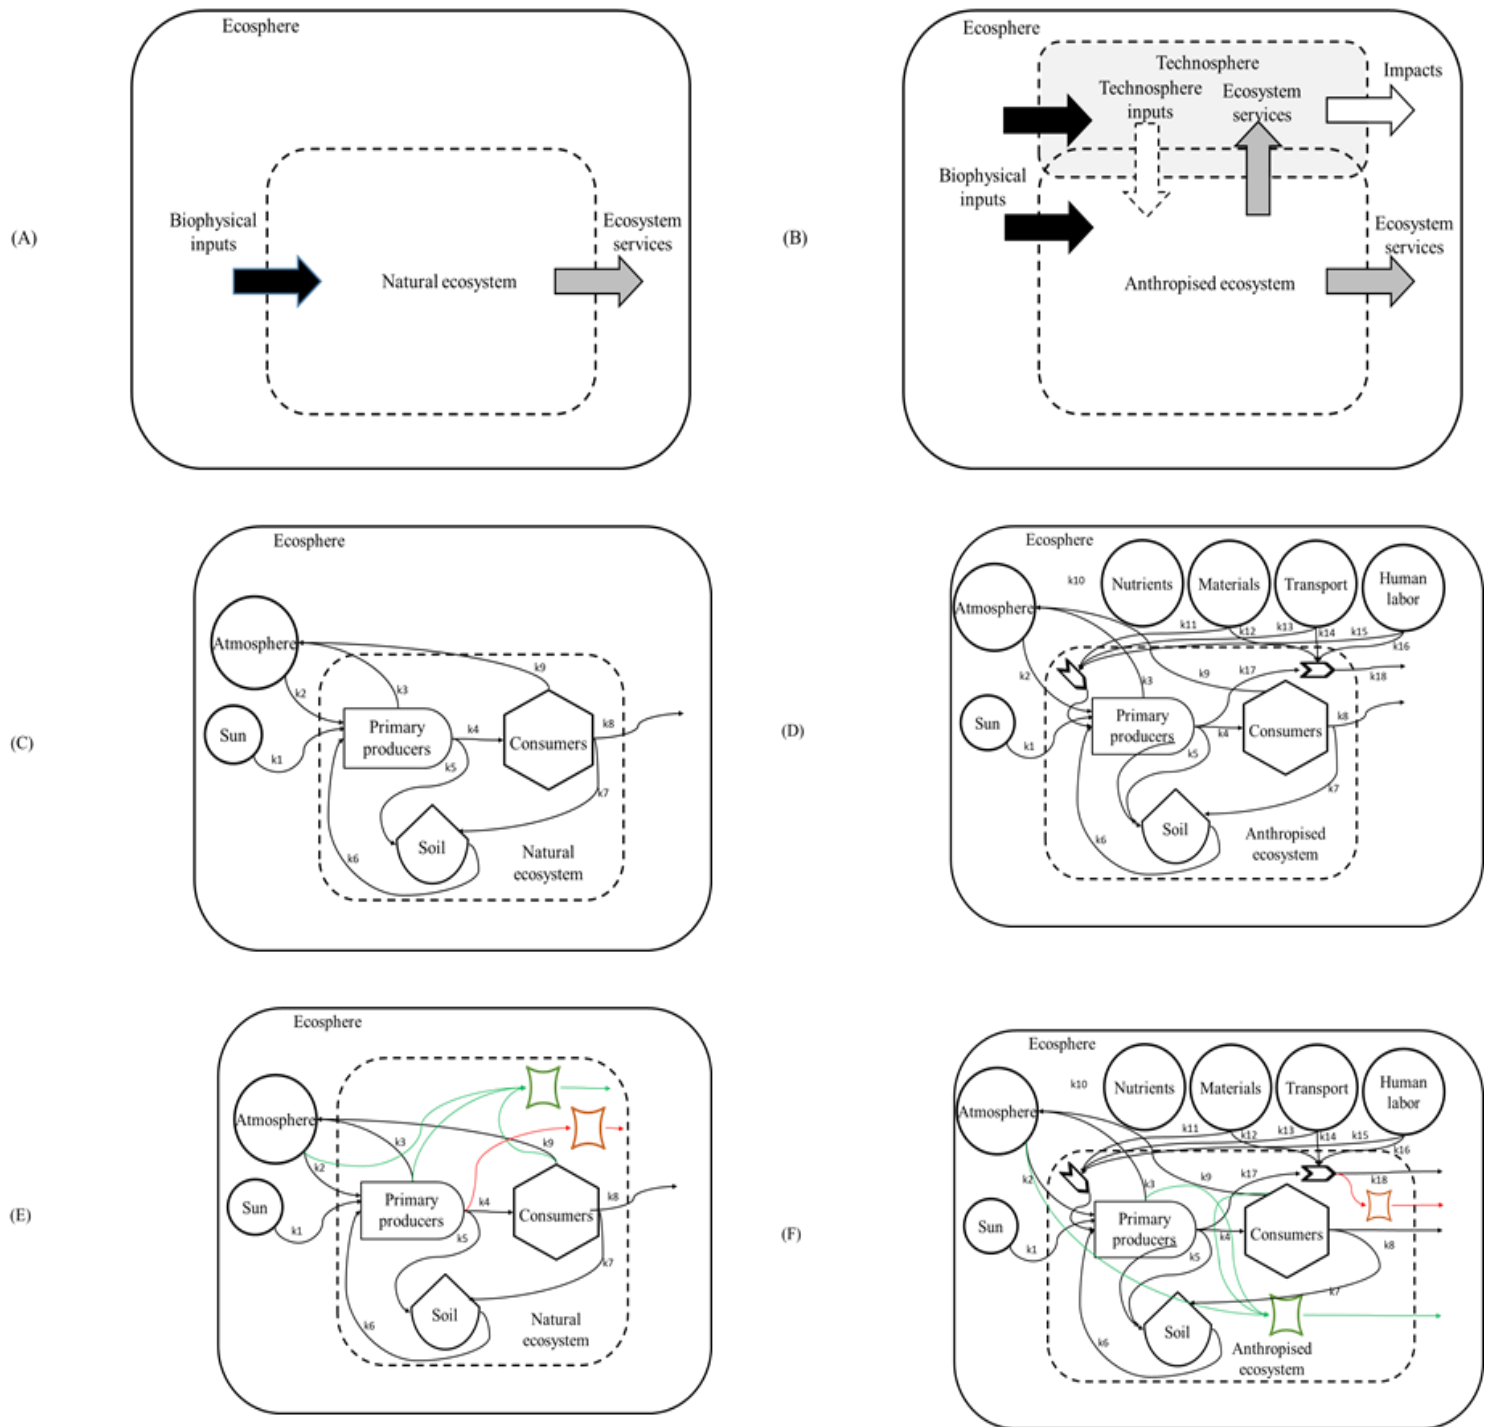 (A)
Ecosphere
Biophysical
inputs
Natural ecosystem
Ecosystem
services
(B)
Ecosphere
Technosphere
Technosphere
inputs
Ecosystem
services
Impacts
Biophysical
inputs
Anthropised ecosystem
Ecosystem
services
(C)
Ecosphere
Atmosphere
Sun
k1
k2
k3
Primary
producers
k4
k5
k6
Consumers
k7
k8
k9
Soil
Natural
ecosystem
(D)
Ecosphere
Atmosphere
k10
Nutrients
Materials
Transport
Human
labor
k11
k12
k13
k14
k15
k16
Sun
k1
k2
k3
Primary
producers
k4
k5
k6
k9
k17
k18
Consumers
k8
k7
Soil
Anthropised
ecosystem
(E)
Ecosphere
Atmosphere
Sun
k1
k2
k3
Primary
producers
k4
k5
k6
Consumers
k7
k8
k9
Soil
Natural
ecosystem
(F)
Ecosphere
Atmosphere
k10
Nutrients
Materials
Transport
Human
labor
k11
k12
k13
k14
k15
k16
Sun
k1
k2
k3
Primary
producers
k4
k5
k6
k9
k17
k18
Consumers
k8
k7
Soil
Anthropised
ecosystem